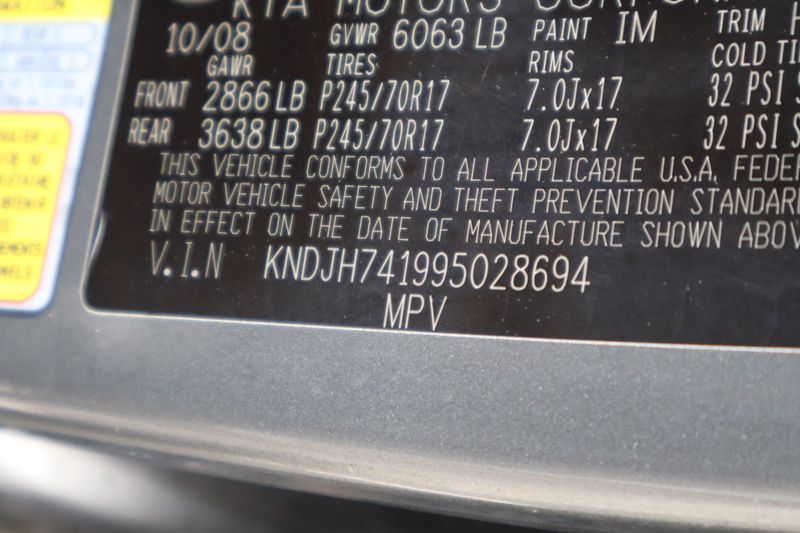 KIA MOTORS CORPOR
10/08 GVWR 6063 LB PAINT IM TRIM H
GAWR TIRES RIMS COLD TI
FRONT 2866 LB P245/70R17 7.0Jx17 32 PSI S
REAR 3638 LB P245/70R17 7.0Jx17 32 PSI S
THIS VEHICLE CONFORMS TO ALL APPLICABLE U.S.A. FEDER
MOTOR VEHICLE SAFETY AND THEFT PREVENTION STANDARD
IN EFFECT ON THE DATE OF MANUFACTURE SHOWN ABOV
V.I.N KNDJH741995028694
MPV